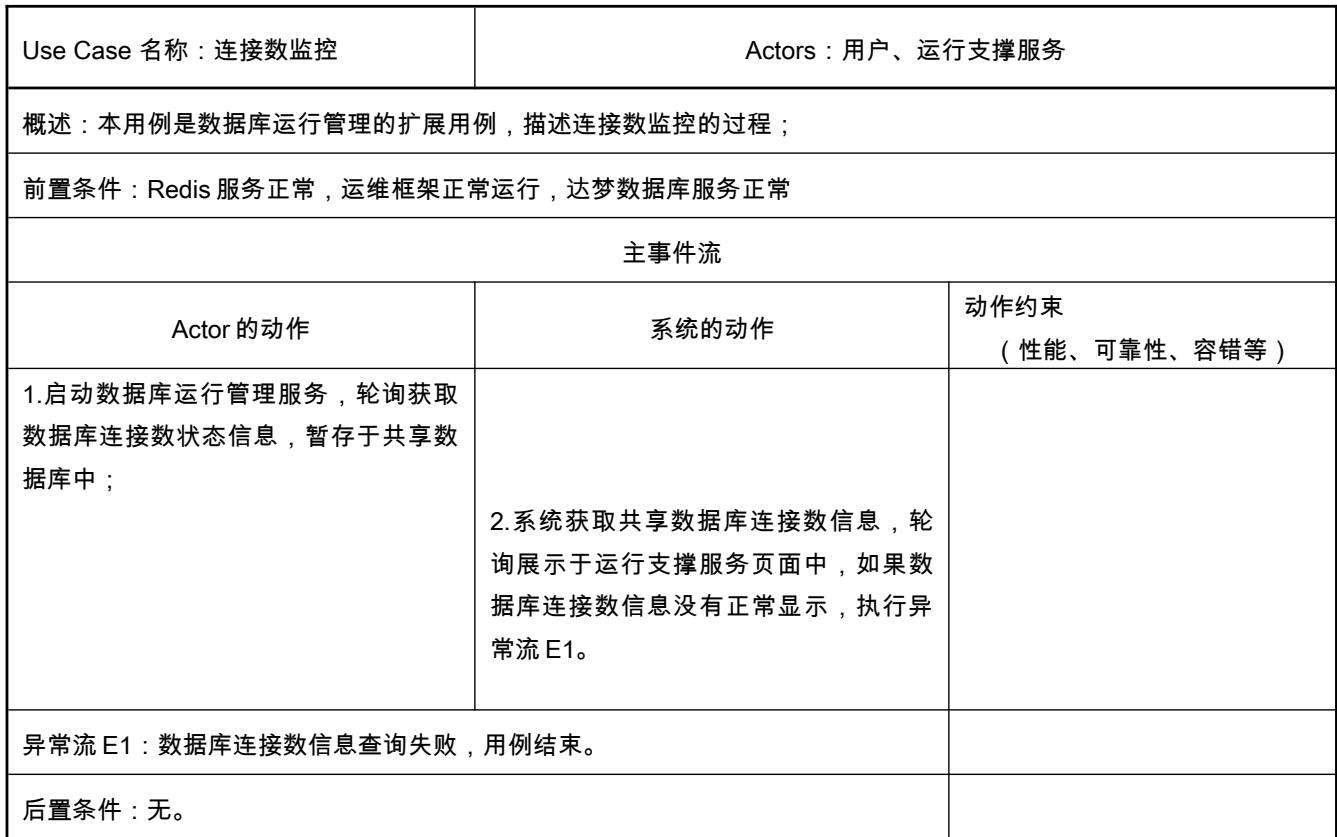 Use Case 名称：连接数监控
Actors：用户、运行支撑服务
概述：本用例是数据库运行管理的扩展用例，描述连接数监控的过程；
前置条件：Redis 服务正常，运维框架正常运行，达梦数据库服务正常
主事件流
Actor 的动作
系统的动作
动作约束
（性能、可靠性、容错等）
1.启动数据库运行管理服务，轮询获取
数据库连接数状态信息，暂存于共享数
据库中；
2.系统获取共享数据库连接数信息，轮
询展示于运行支撑服务页面中，如果数
据库连接数信息没有正常显示，执行异
常流 E1。
异常流 E1：数据库连接数信息查询失败，用例结束。
后置条件：无。